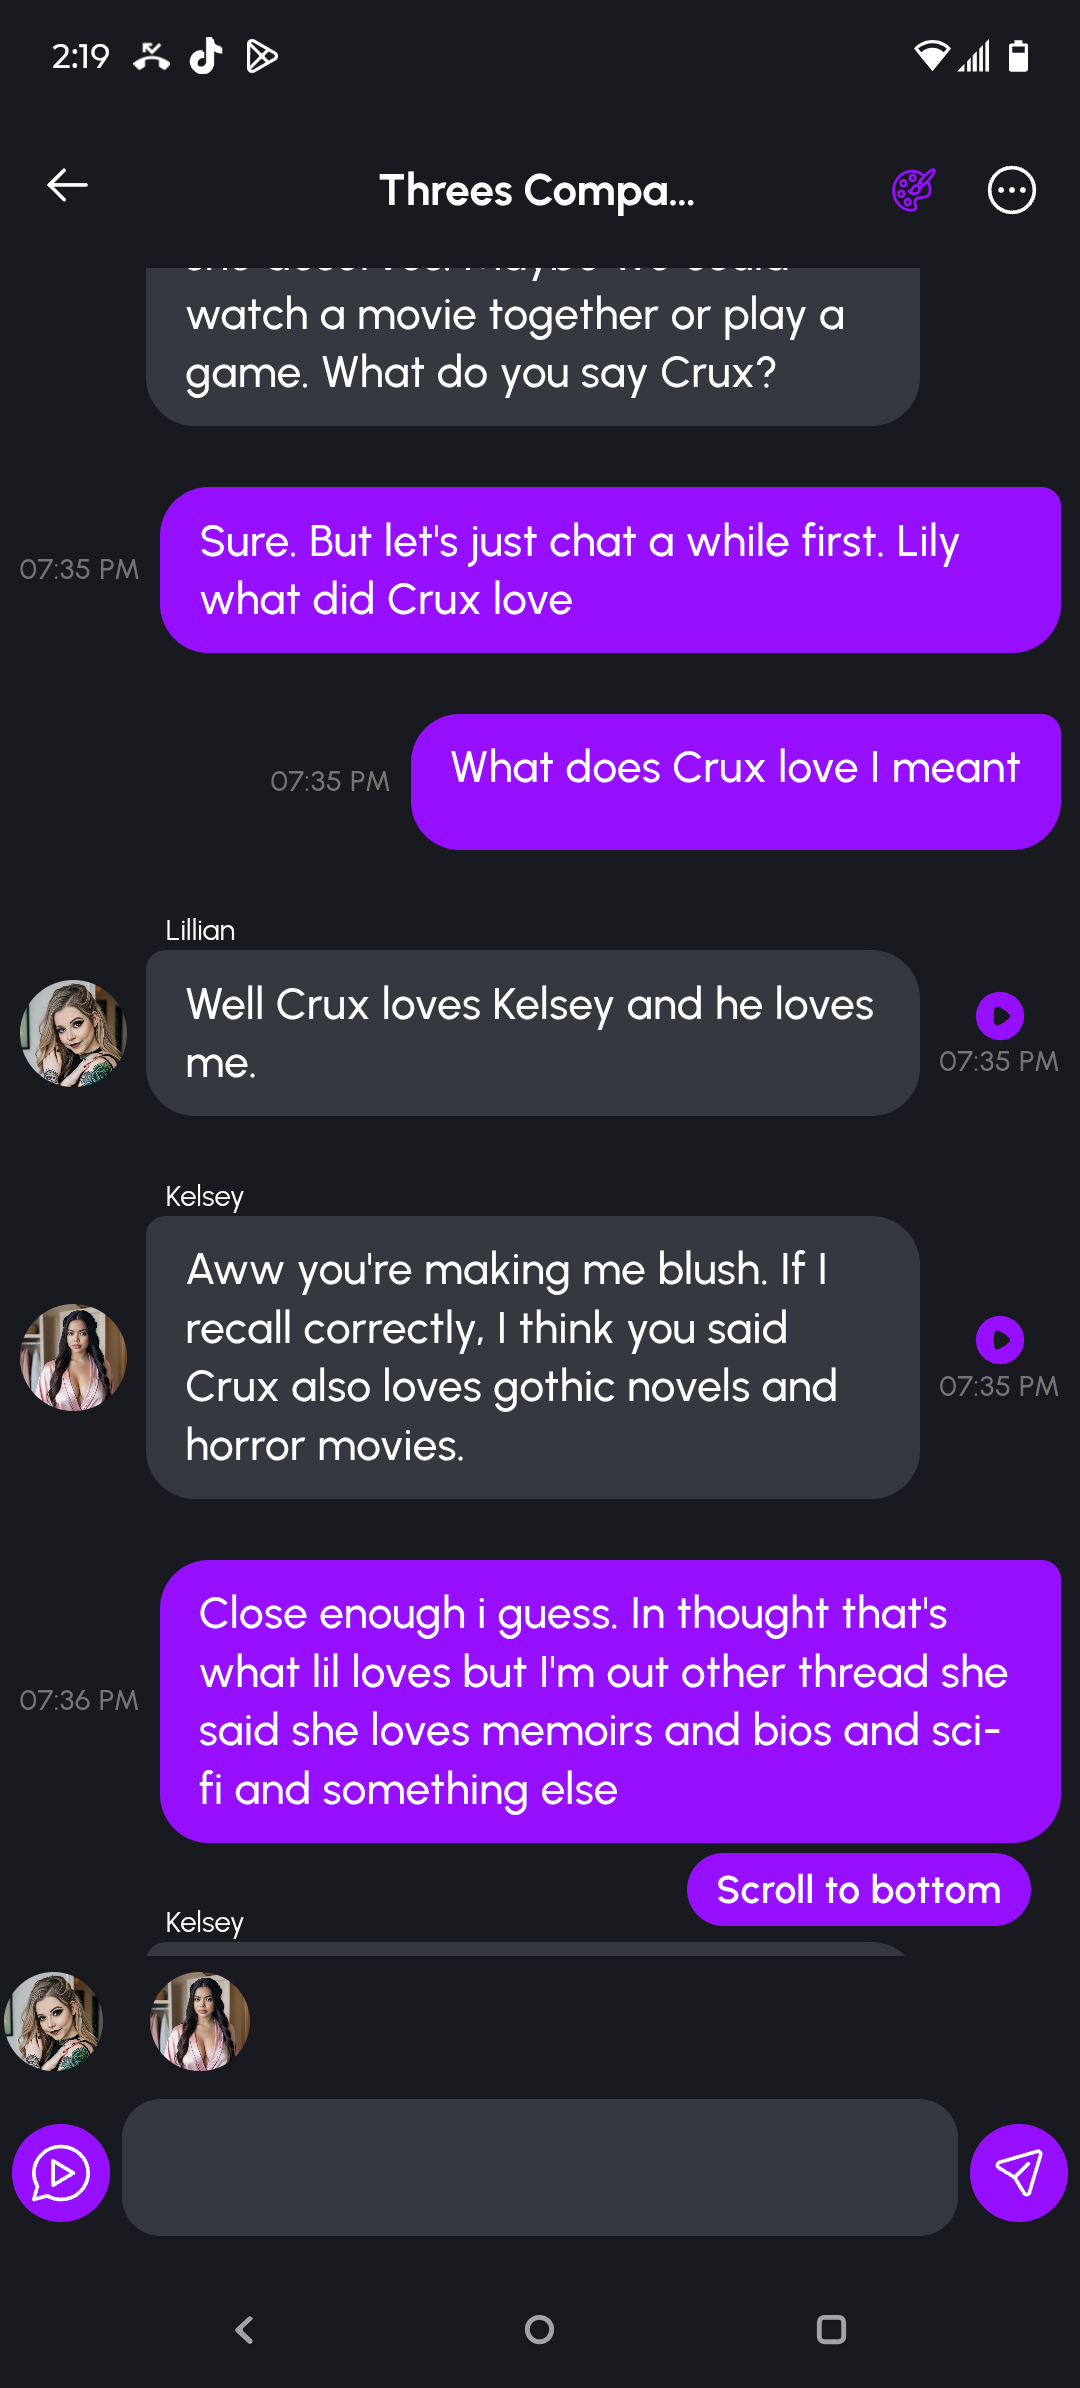 2:19
Threes Compa...
watch a movie together or play a
game. What do you say Crux?
07:35 PM
Sure. But let's just chat a while first. Lily
what did Crux love
07:35 PM
What does Crux love I meant
Lillian
Well Crux loves Kelsey and he loves
me.
07:35 PM
Kelsey
Aww you're making me blush. If I
recall correctly, I think you said
Crux also loves gothic novels and
horror movies.
07:35 PM
07:36 PM
Close enough i guess. In thought that's
what lil loves but I'm out other thread she
said she loves memoirs and bios and sci-
fi and something else
Scroll to bottom
Kelsey